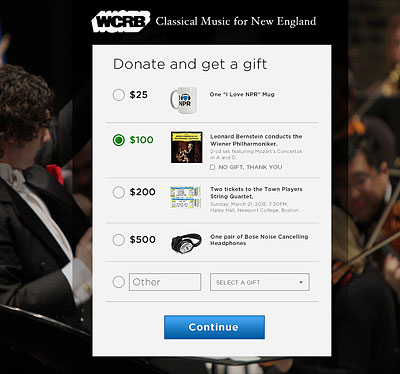 WCRB Classical Music for New England
Donate and get a gift
$25
I ♥ NPR
One "I Love NPR" Mug
$100
Leonard Bernstein conducts the
Wiener Philharmoniker.
2-cd set featuring Mozart's Concertos
in A and D.
NO GIFT, THANK YOU
$200
Two tickets to the Town Players
String Quartet,
Sunday, March 21, 2015, 7:30PM,
Haley Hall, Newport College, Boston
$500
One pair of Bose Noise Cancelling
Headphones
Other
SELECT A GIFT
Continue